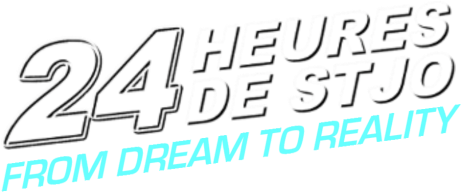 24 HEURES
DE STJO
FROM DREAM TO REALITY